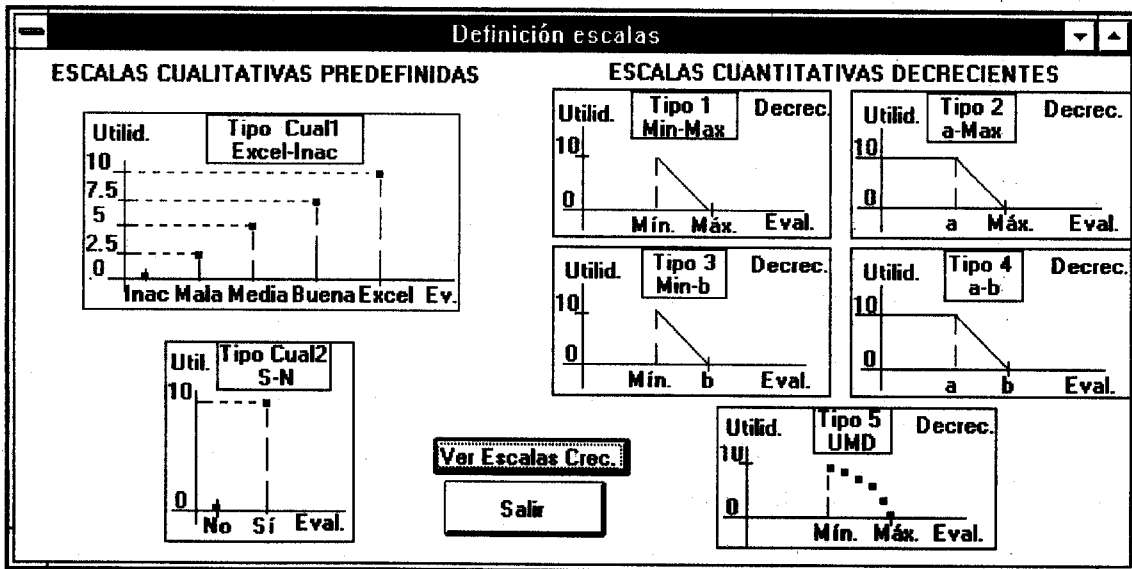 Definición escalas
ESCALAS CUALITATIVAS PREDEFINIDAS
Utilid.
Tipo Cual1
Excel-Inac
10
7.5
5
2.5
0
Inac Mala Media Buena Excel Ev.
Util.
Tipo Cual2
S-N
10
0
No Sí Eval.
ESCALAS CUANTITATIVAS DECRECIENTES
Utilid.
Tipo 1
Min-Max
Decrec.
10
0
Mín. Máx. Eval.
Utilid.
Tipo 2
a-Max
Decrec.
10
0
a Máx. Eval.
Utilid.
Tipo 3
Min-b
Decrec.
10
0
Mín. b Eval.
Utilid.
Tipo 4
a-b
Decrec.
10
0
a b Eval.
Utilid.
Tipo 5
UMD
Decrec.
10
0
Mín. Máx. Eval.
Ver Escalas Crec.
Salir